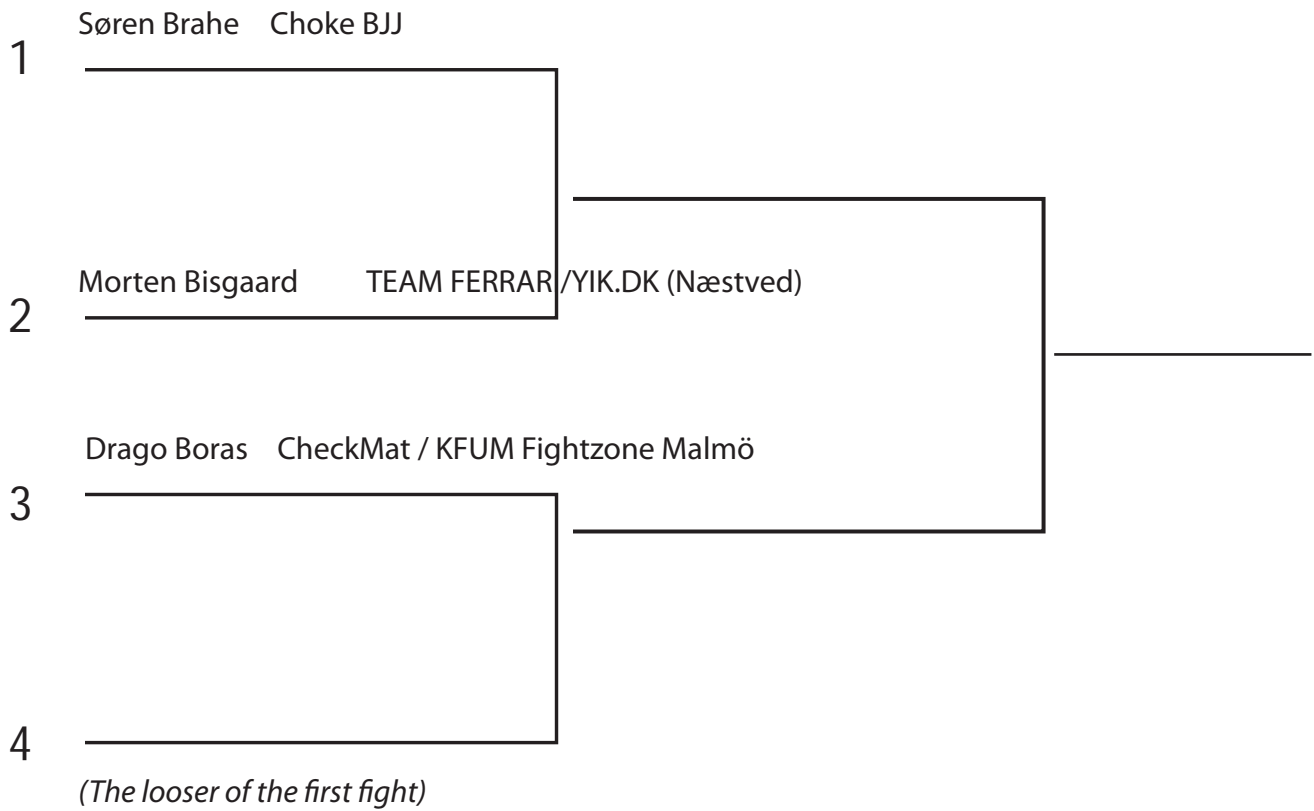 Søren Brahe Choke BJJ
1
Morten Bisgaard TEAM FERRARI/YIK.DK (Næstved)
2
Drago Boras CheckMat / KFUM Fightzone Malmö
3
4
(The looser of the first fight)